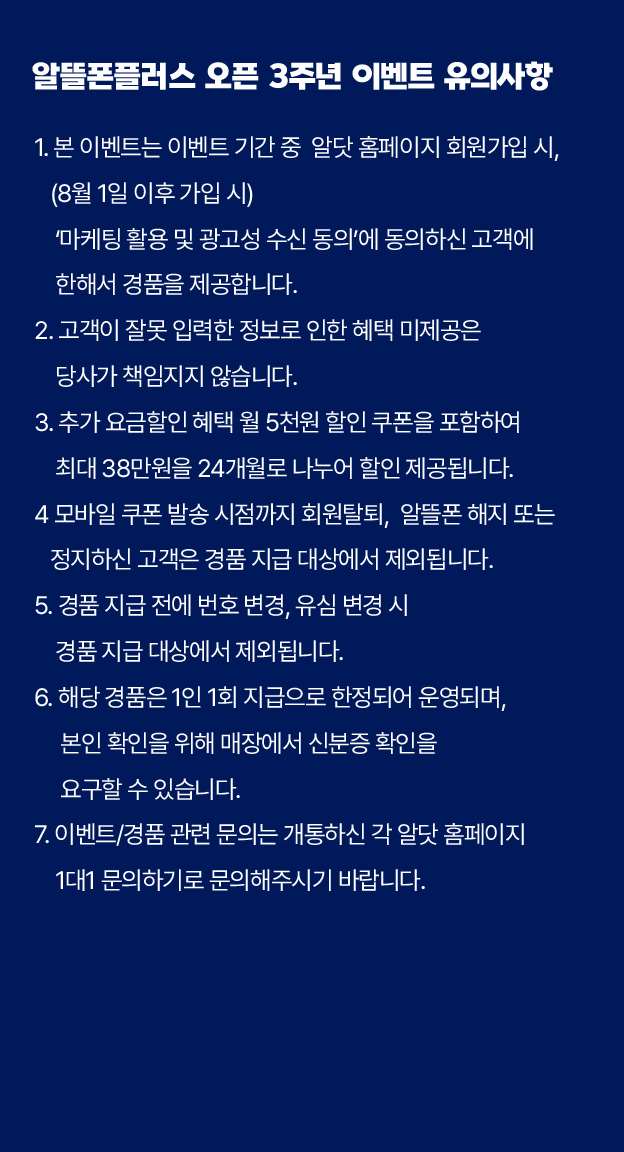 알뜰폰플러스 오픈 3주년 이벤트 유의사항
1. 본 이벤트는 이벤트 기간 중 알닷 홈페이지 회원가입 시,
(8월 1일 이후 가입 시)
‘마케팅 활용 및 광고성 수신 동의’에 동의하신 고객에
한해서 경품을 제공합니다.
2. 고객이 잘못 입력한 정보로 인한 혜택 미제공은
당사가 책임지지 않습니다.
3. 추가 요금할인 혜택 월 5천원 할인 쿠폰을 포함하여
최대 38만원을 24개월로 나누어 할인 제공됩니다.
4 모바일 쿠폰 발송 시점까지 회원탈퇴, 알뜰폰 해지 또는
정지하신 고객은 경품 지급 대상에서 제외됩니다.
5. 경품 지급 전에 번호 변경, 유심 변경 시
경품 지급 대상에서 제외됩니다.
6. 해당 경품은 1인 1회 지급으로 한정되어 운영되며,
본인 확인을 위해 매장에서 신분증 확인을
요구할 수 있습니다.
7. 이벤트/경품 관련 문의는 개통하신 각 알닷 홈페이지
1대1 문의하기로 문의해주시기 바랍니다.